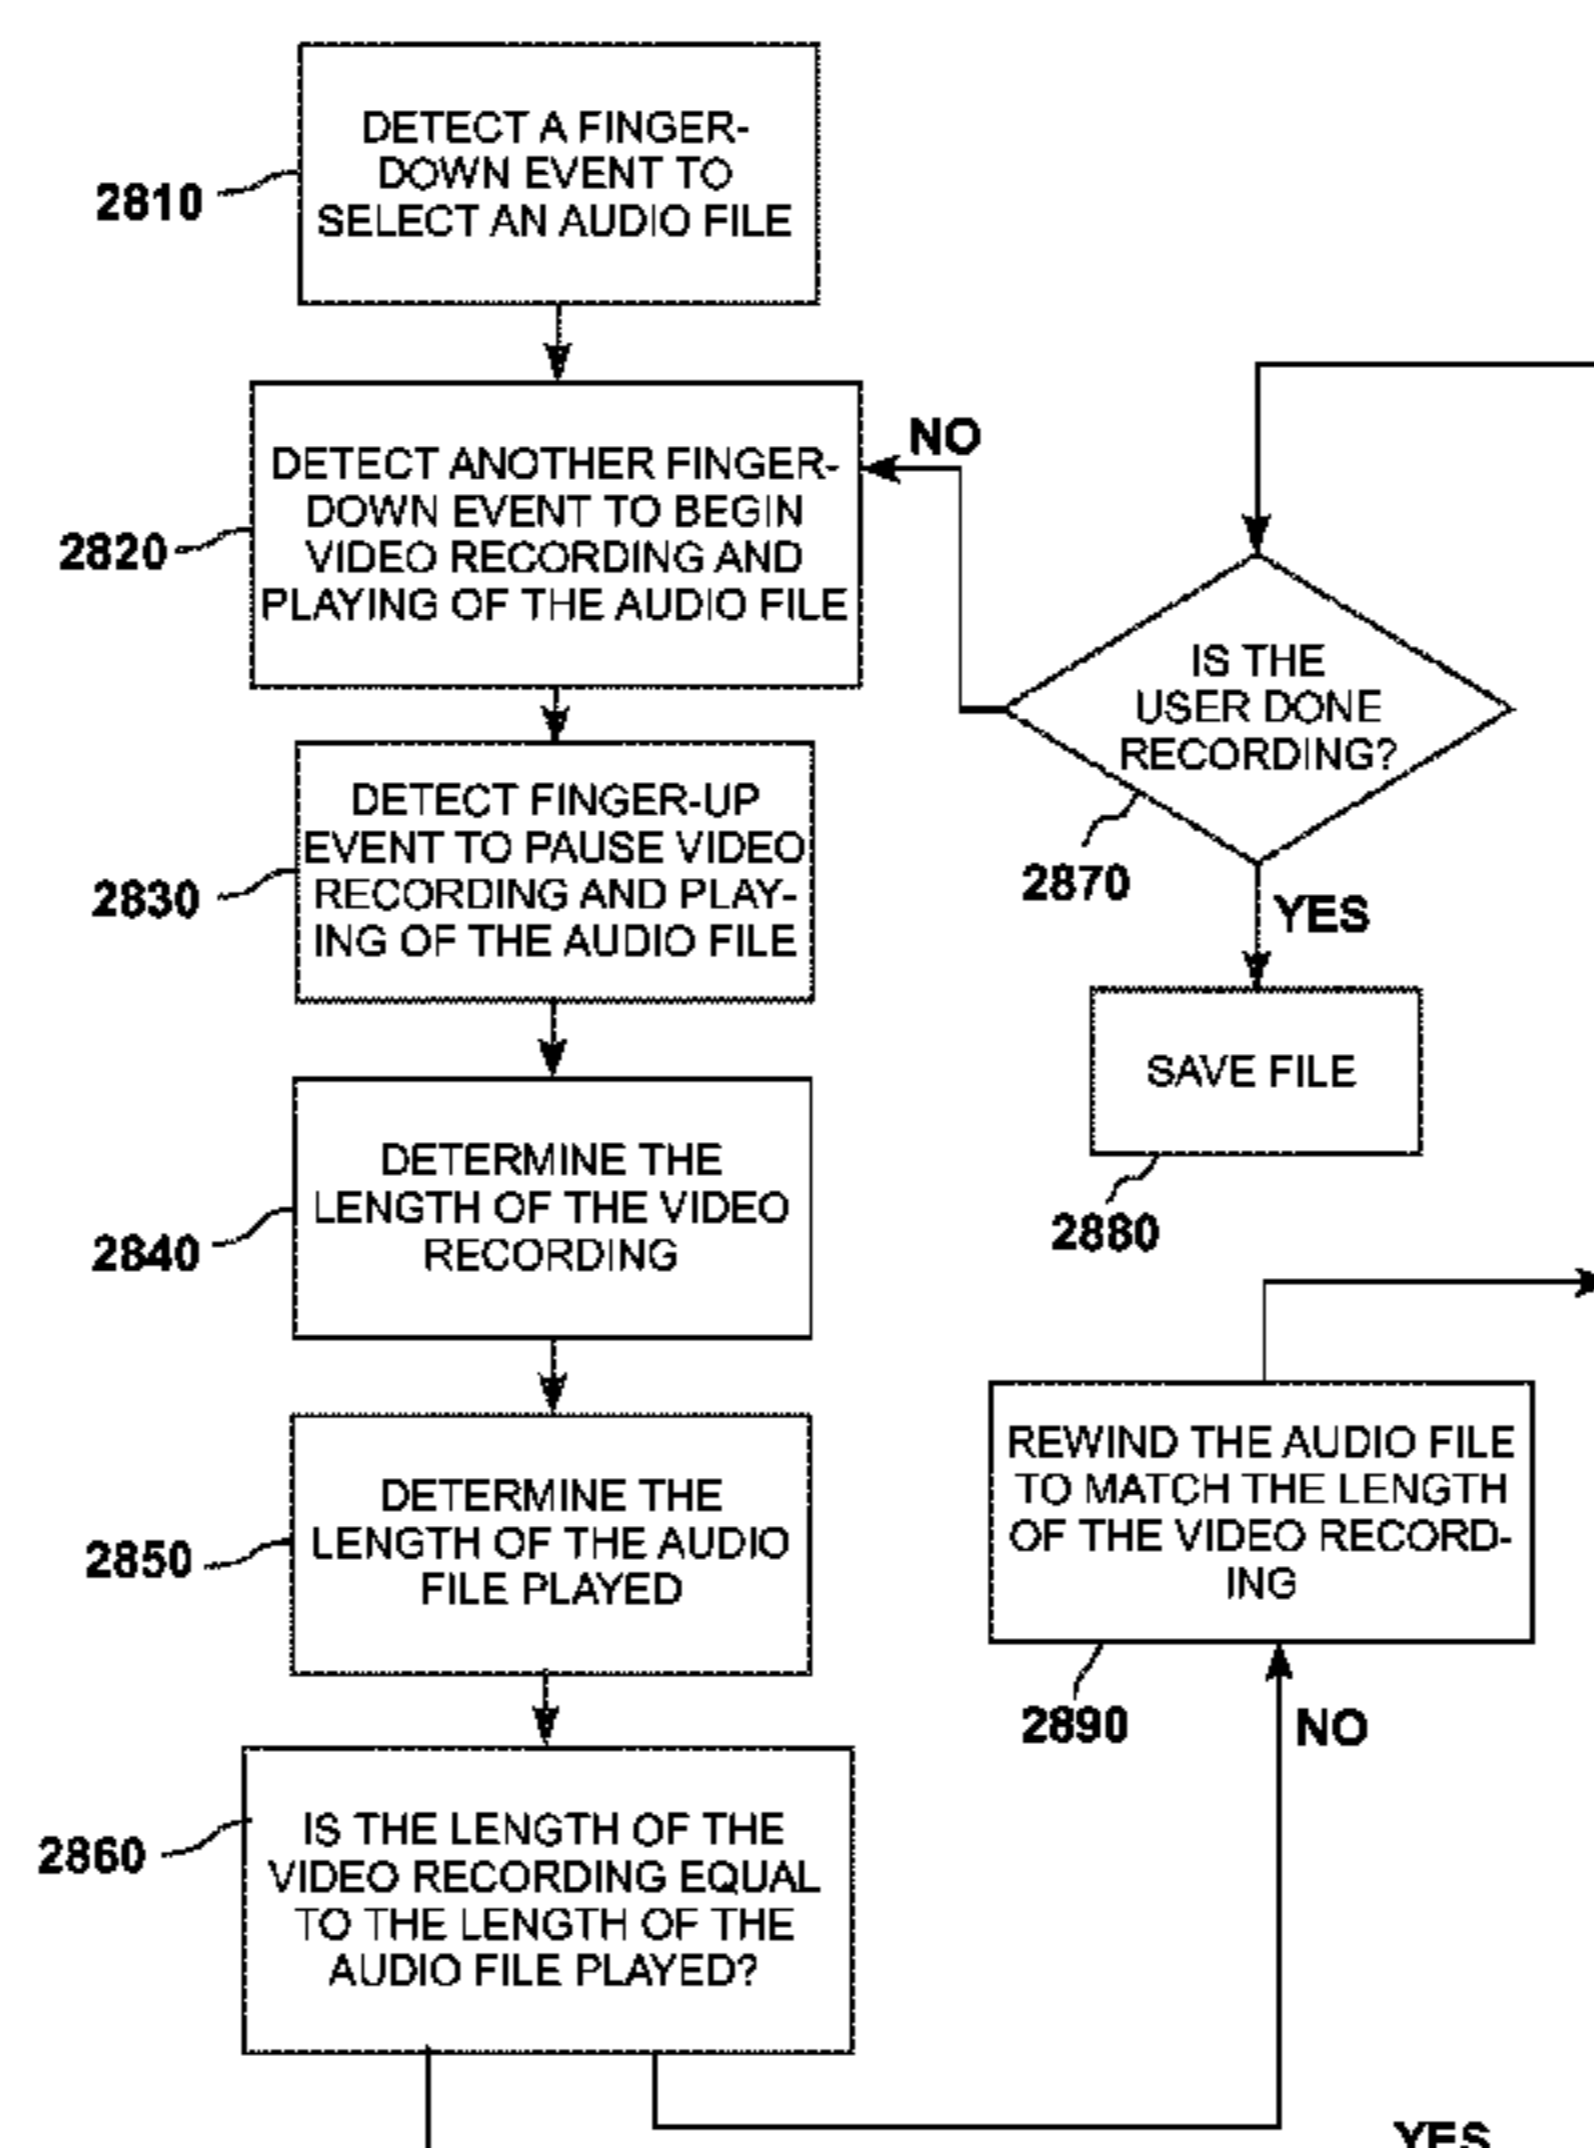 DETECT A FINGER-
DOWN EVENT TO
SELECT AN AUDIO FILE
2810
DETECT ANOTHER FINGER-
DOWN EVENT TO BEGIN
VIDEO RECORDING AND
PLAYING OF THE AUDIO FILE
2820
NO
DETECT FINGER-UP
EVENT TO PAUSE VIDEO
RECORDING AND PLAY-
ING OF THE AUDIO FILE
2830
DETERMINE THE
LENGTH OF THE VIDEO
RECORDING
2840
DETERMINE THE
LENGTH OF THE AUDIO
FILE PLAYED
2850
IS THE LENGTH OF THE
VIDEO RECORDING EQUAL
TO THE LENGTH OF THE
AUDIO FILE PLAYED?
2860
IS THE
USER DONE
RECORDING?
2870
YES
SAVE FILE
2880
REWIND THE AUDIO FILE
TO MATCH THE LENGTH
OF THE VIDEO RECORD-
ING
2890
NO
YES